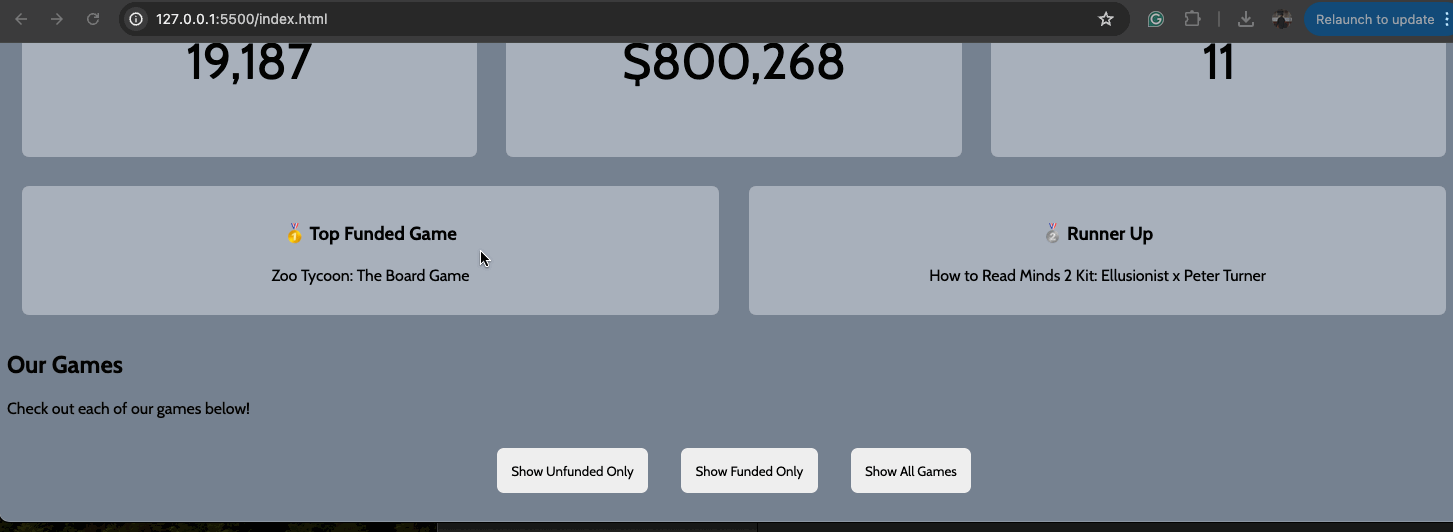 127.0.0.1:5500/index.html
Relaunch to update
19,187
$800,268
11
🥇 Top Funded Game
Zoo Tycoon: The Board Game
🥈 Runner Up
How to Read Minds 2 Kit: Ellusionist x Peter Turner
Our Games
Check out each of our games below!
Show Unfunded Only
Show Funded Only
Show All Games